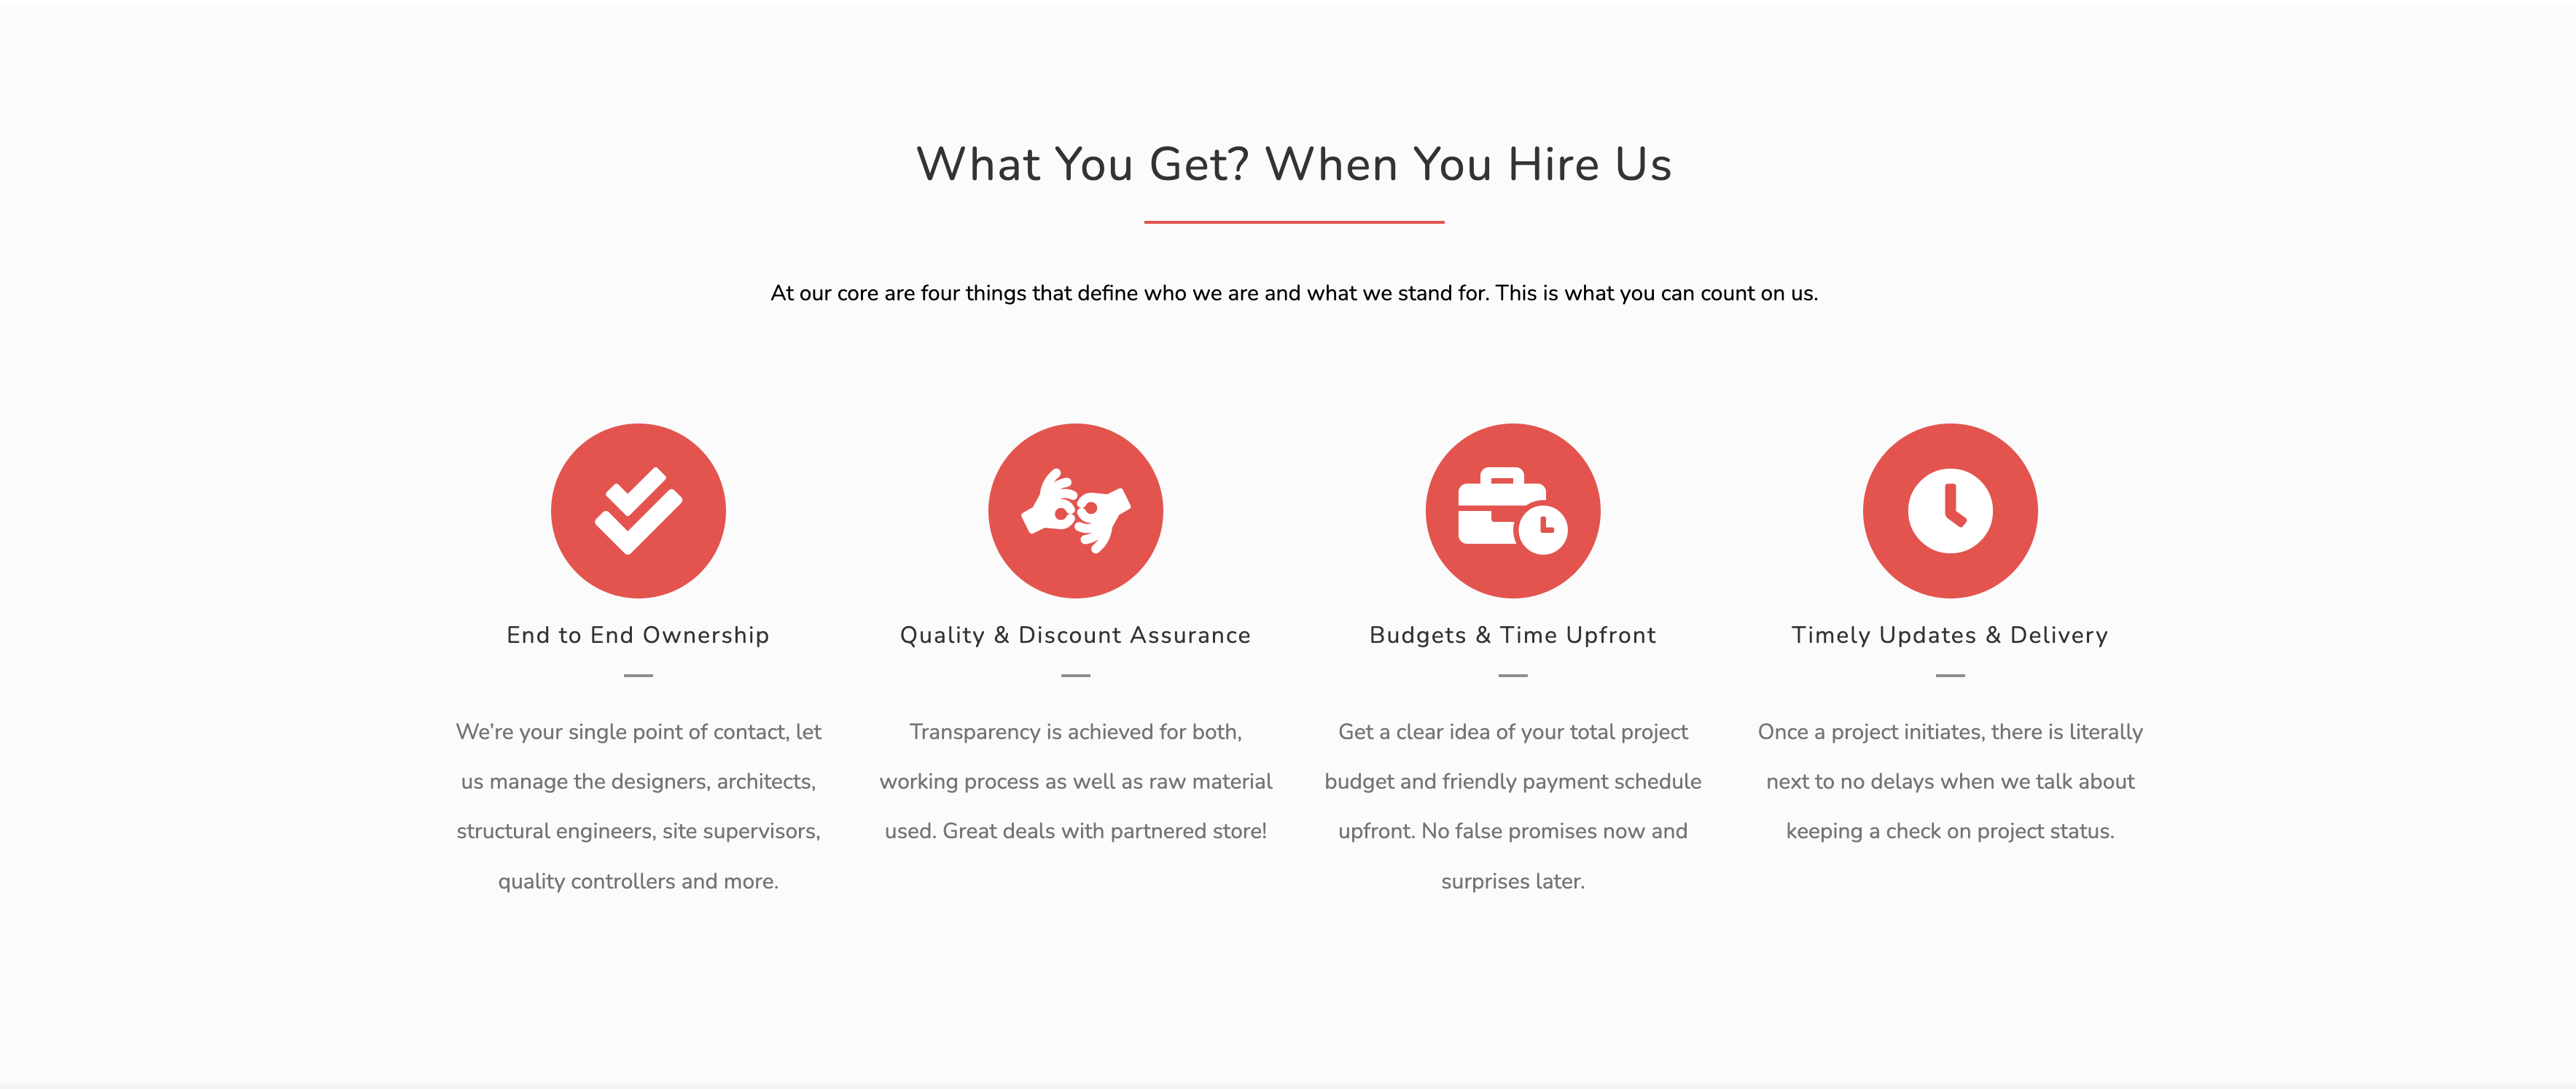 What You Get? When You Hire Us
At our core are four things that define who we are and what we stand for. This is what you can count on us.
End to End Ownership
We’re your single point of contact, let
us manage the designers, architects,
structural engineers, site supervisors,
quality controllers and more.
Quality & Discount Assurance
Transparency is achieved for both,
working process as well as raw material
used. Great deals with partnered store!
Budgets & Time Upfront
Get a clear idea of your total project
budget and friendly payment schedule
upfront. No false promises now and
surprises later.
Timely Updates & Delivery
Once a project initiates, there is literally
next to no delays when we talk about
keeping a check on project status.